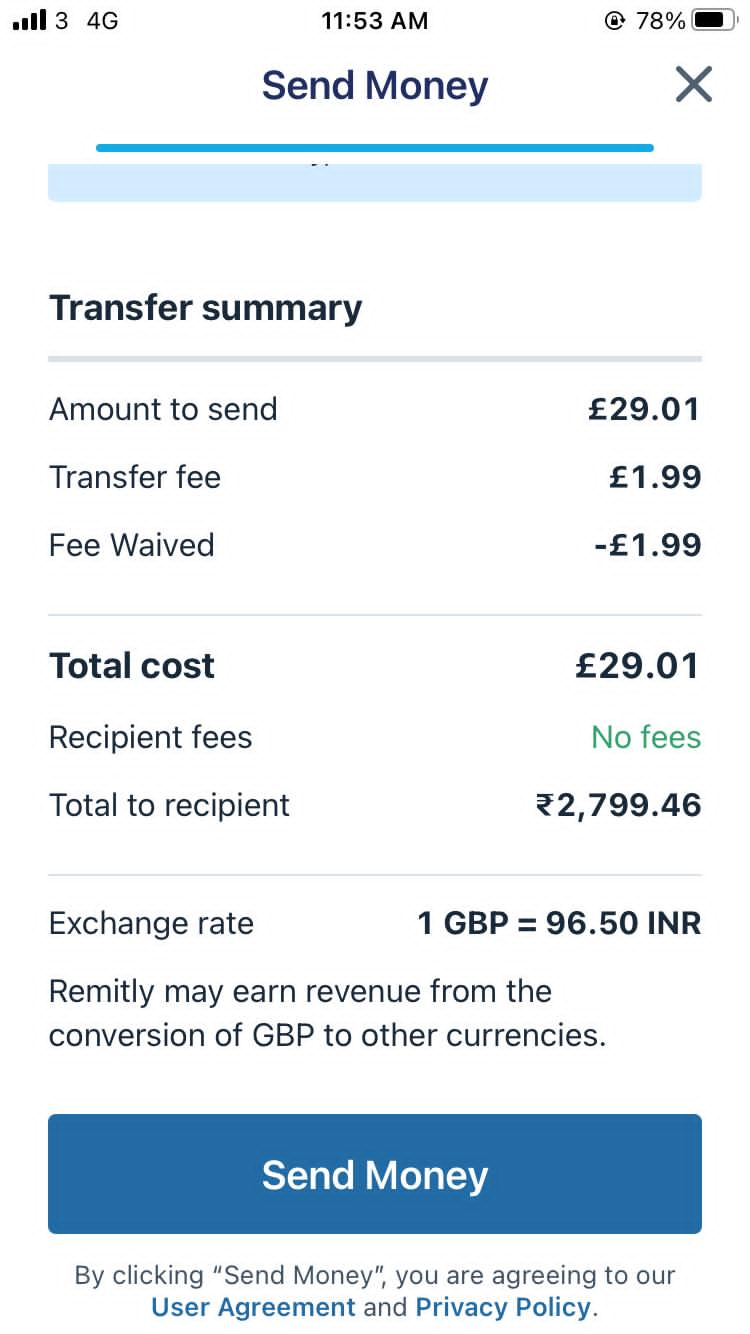 3 4G 11:53 AM 78%
Send Money
Transfer summary
Amount to send £29.01
Transfer fee £1.99
Fee Waived -£1.99
Total cost £29.01
Recipient fees No fees
Total to recipient ₹2,799.46
Exchange rate 1 GBP = 96.50 INR
Remitly may earn revenue from the
conversion of GBP to other currencies.
Send Money
By clicking “Send Money”, you are agreeing to our
User Agreement and Privacy Policy.